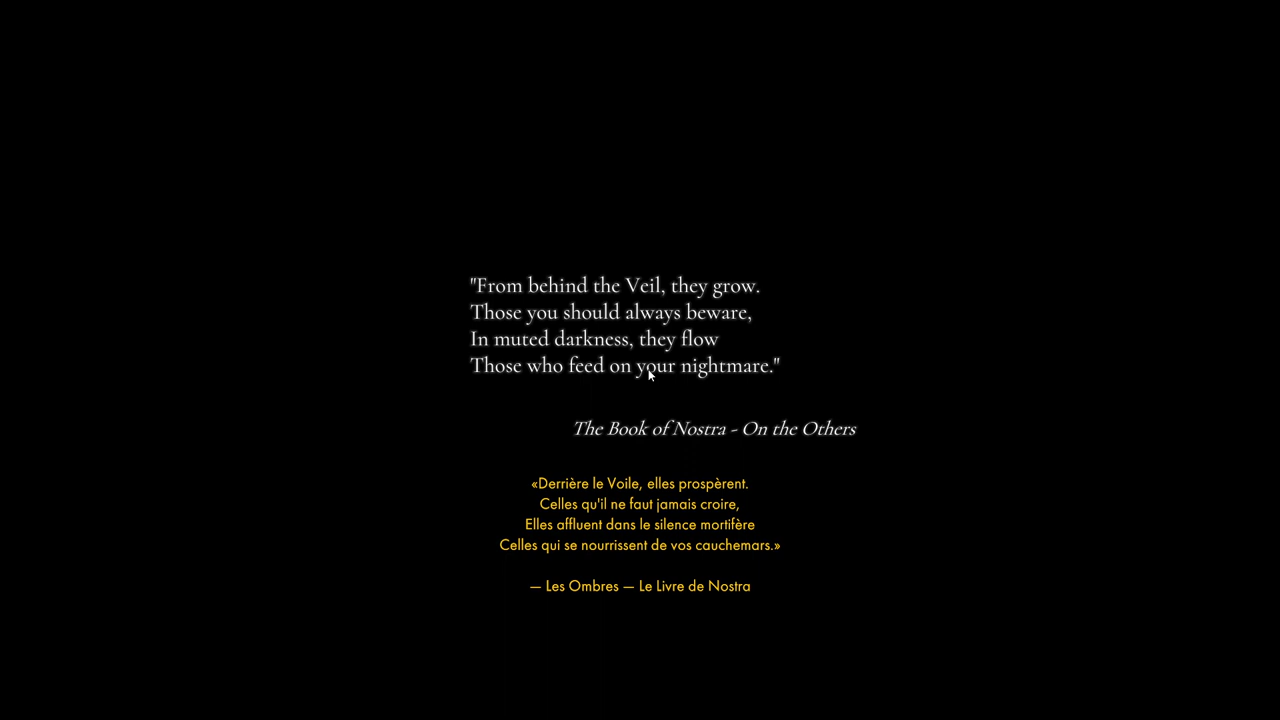 "From behind the Veil, they grow.
Those you should always beware,
In muted darkness, they flow
Those who feed on your nightmare."
The Book of Nostra - On the Others
«Derrière le Voile, elles prospèrent.
Celles qu'il ne faut jamais croire,
Elles affluent dans le silence mortifère
Celles qui se nourrissent de vos cauchemars.»
— Les Ombres — Le Livre de Nostra